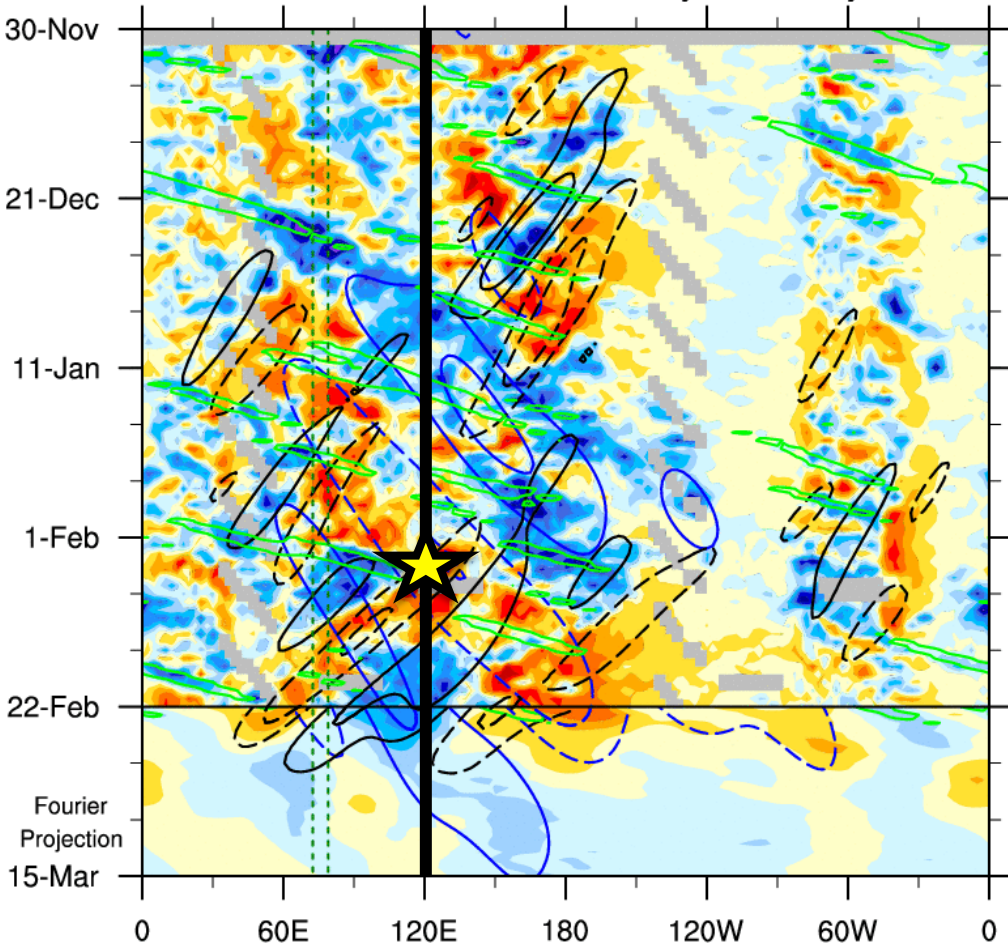 30-Nov
21-Dec
11-Jan
1-Feb
22-Feb
Fourier
Projection
15-Mar
0 60E 120E 180 120W 60W 0